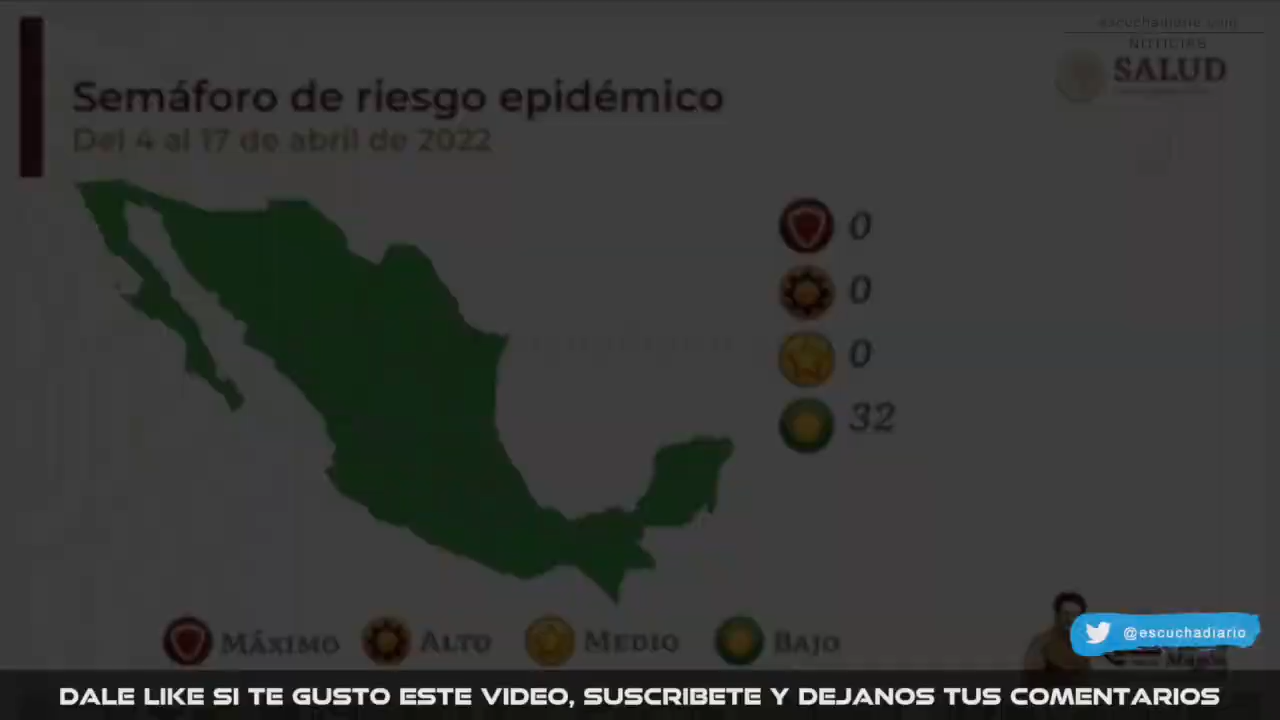 escuchadiario.com
NOTICIAS
SALUD
Semáforo de riesgo epidémico
Del 4 al 17 de abril de 2022
0
0
0
32
MÁXIMO
ALTO
MEDIO
BAJO
@escuchadiario
DALE LIKE SI TE GUSTO ESTE VIDEO, SUSCRIBETE Y DEJANOS TUS COMENTARIOS